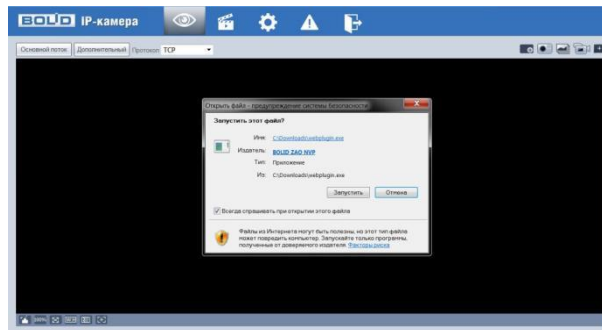 BOLID IP-камера
Основной поток Дополнительный Протокол TCP
Открыть файл - предупреждение системы безопасности
Запустить этот файл?
Имя: C:\Downloads\webplugin.exe
Издатель: BOLID ZAO NVP
Тип: Приложение
Из: C:\Downloads\webplugin.exe
Запустить Отмена
Всегда спрашивать при открытии этого файла
Файлы из Интернета могут быть полезны, но этот тип файлов
может повредить компьютер. Запускайте только программы,
полученные от доверяемого издателя. Факторы риска